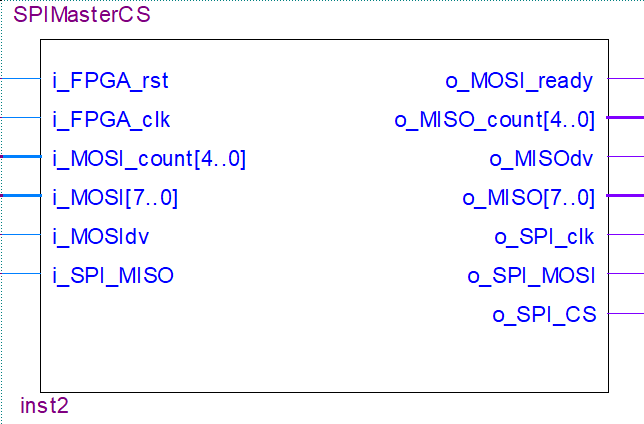 SPIMasterCS
i_FPGA_rst o_MOSI_ready
i_FPGA_clk o_MISO_count[4..0]
i_MOSI_count[4..0] o_MISOdv
i_MOSI[7..0] o_MISO[7..0]
i_MOSIdv o_SPI_clk
i_SPI_MISO o_SPI_MOSI
o_SPI_CS
inst2